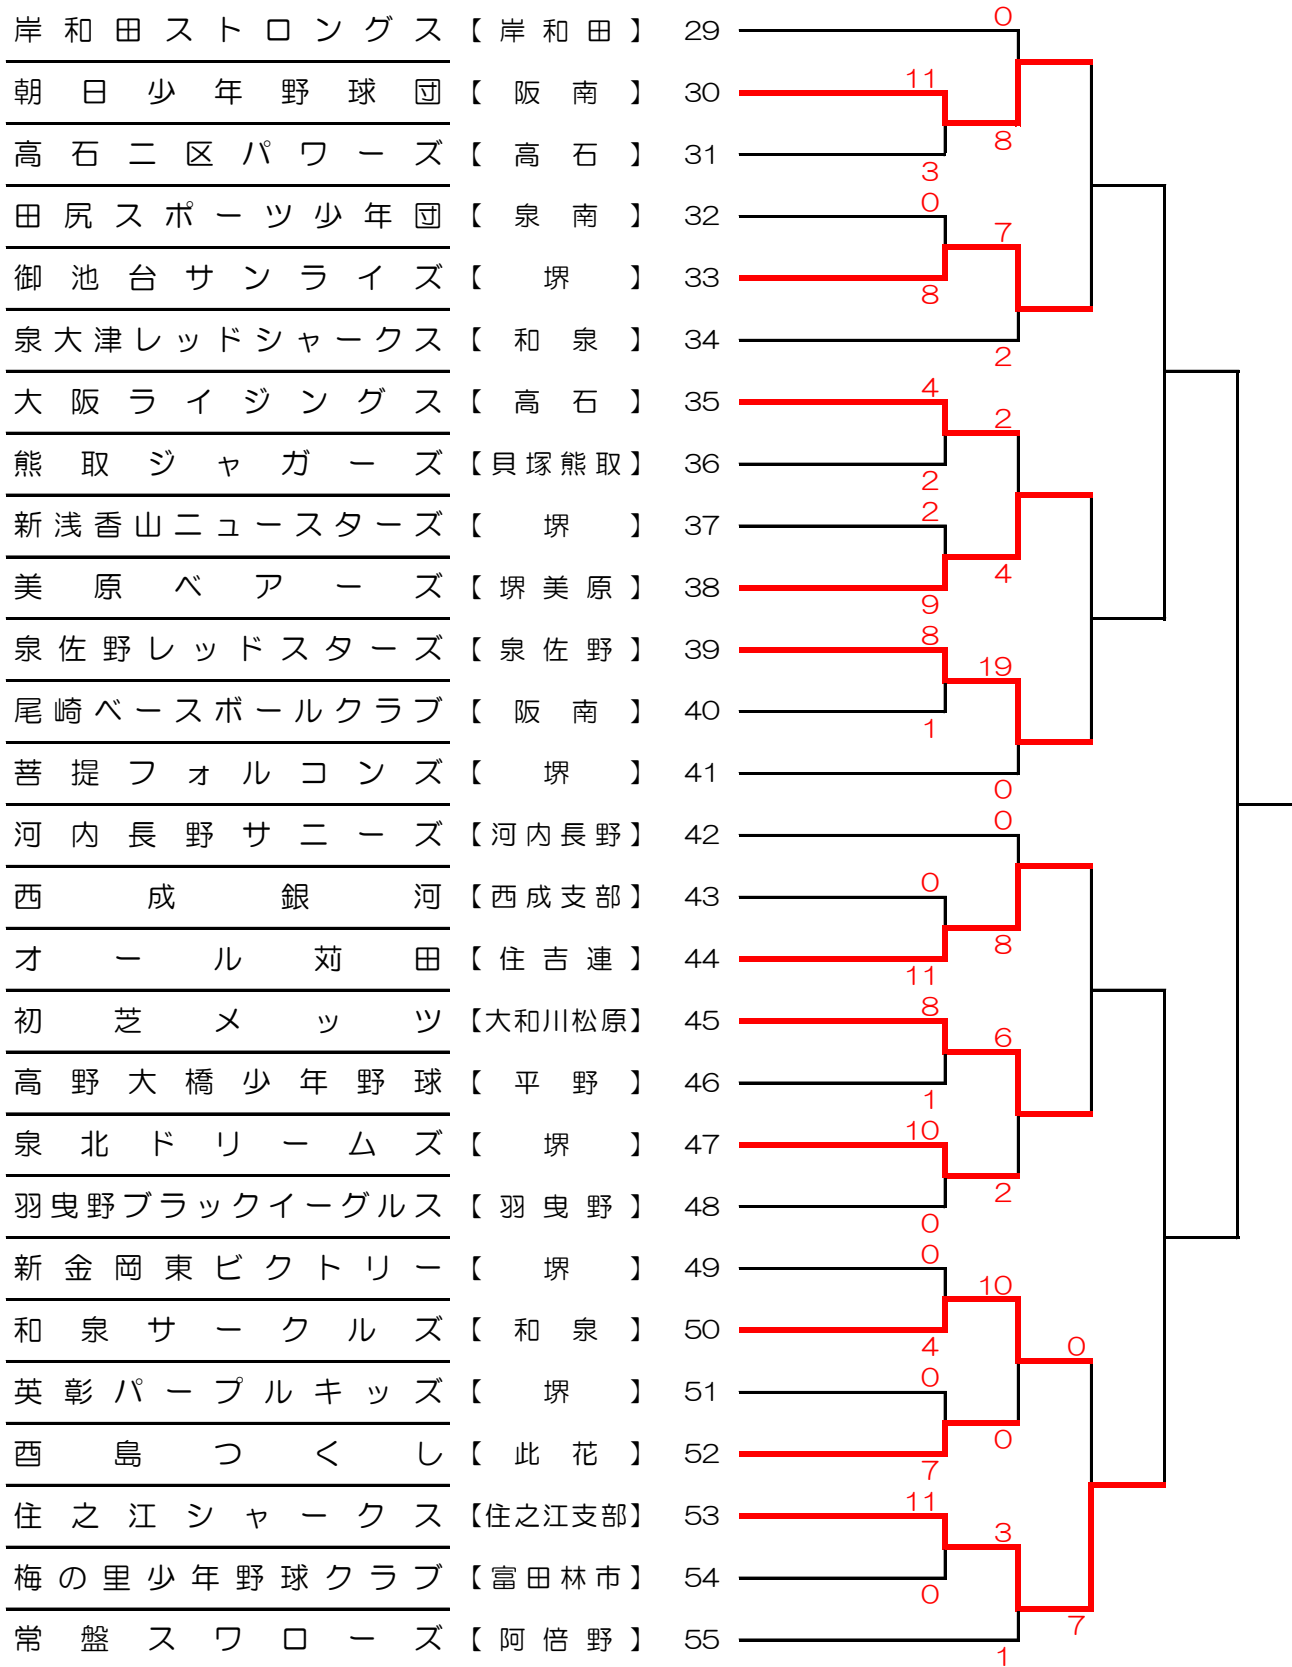 0
岸和田ストロングス【岸和田】 29
11
朝日少年野球団【阪南】 30
8
高石二区パワーズ【高石】 31
3
0
田尻スポーツ少年団【泉南】 32
7
御池台サンライズ【堺】 33
8
泉大津レッドシャークス【和泉】 34
2
4
大阪ライジングス【高石】 35
2
熊取ジャガーズ【貝塚熊取】 36
2
2
新浅香山ニュースターズ【堺】 37
4
美原ベアーズ【堺美原】 38
9
8
泉佐野レッドスターズ【泉佐野】 39
19
尾崎ベースボールクラブ【阪南】 40
1
菩提フォルコンズ【堺】 41
0
0
河内長野サニーズ【河内長野】 42
0
西成銀河【西成支部】 43
8
オール苅田【住吉連】 44
11
8
初芝メッツ【大和川松原】 45
6
高野大橋少年野球【平野】 46
1
10
泉北ドリームズ【堺】 47
2
羽曳野ブラックイーグルス【羽曳野】 48
0
0
新金岡東ビクトリー【堺】 49
10
和泉サークルズ【和泉】 50
4
0
0
英彰パープルキッズ【堺】 51
0
酉島つくし【此花】 52
7
11
住之江シャークス【住之江支部】 53
3
梅の里少年野球クラブ【富田林市】 54
0
7
常盤スワローズ【阿倍野】 55
1